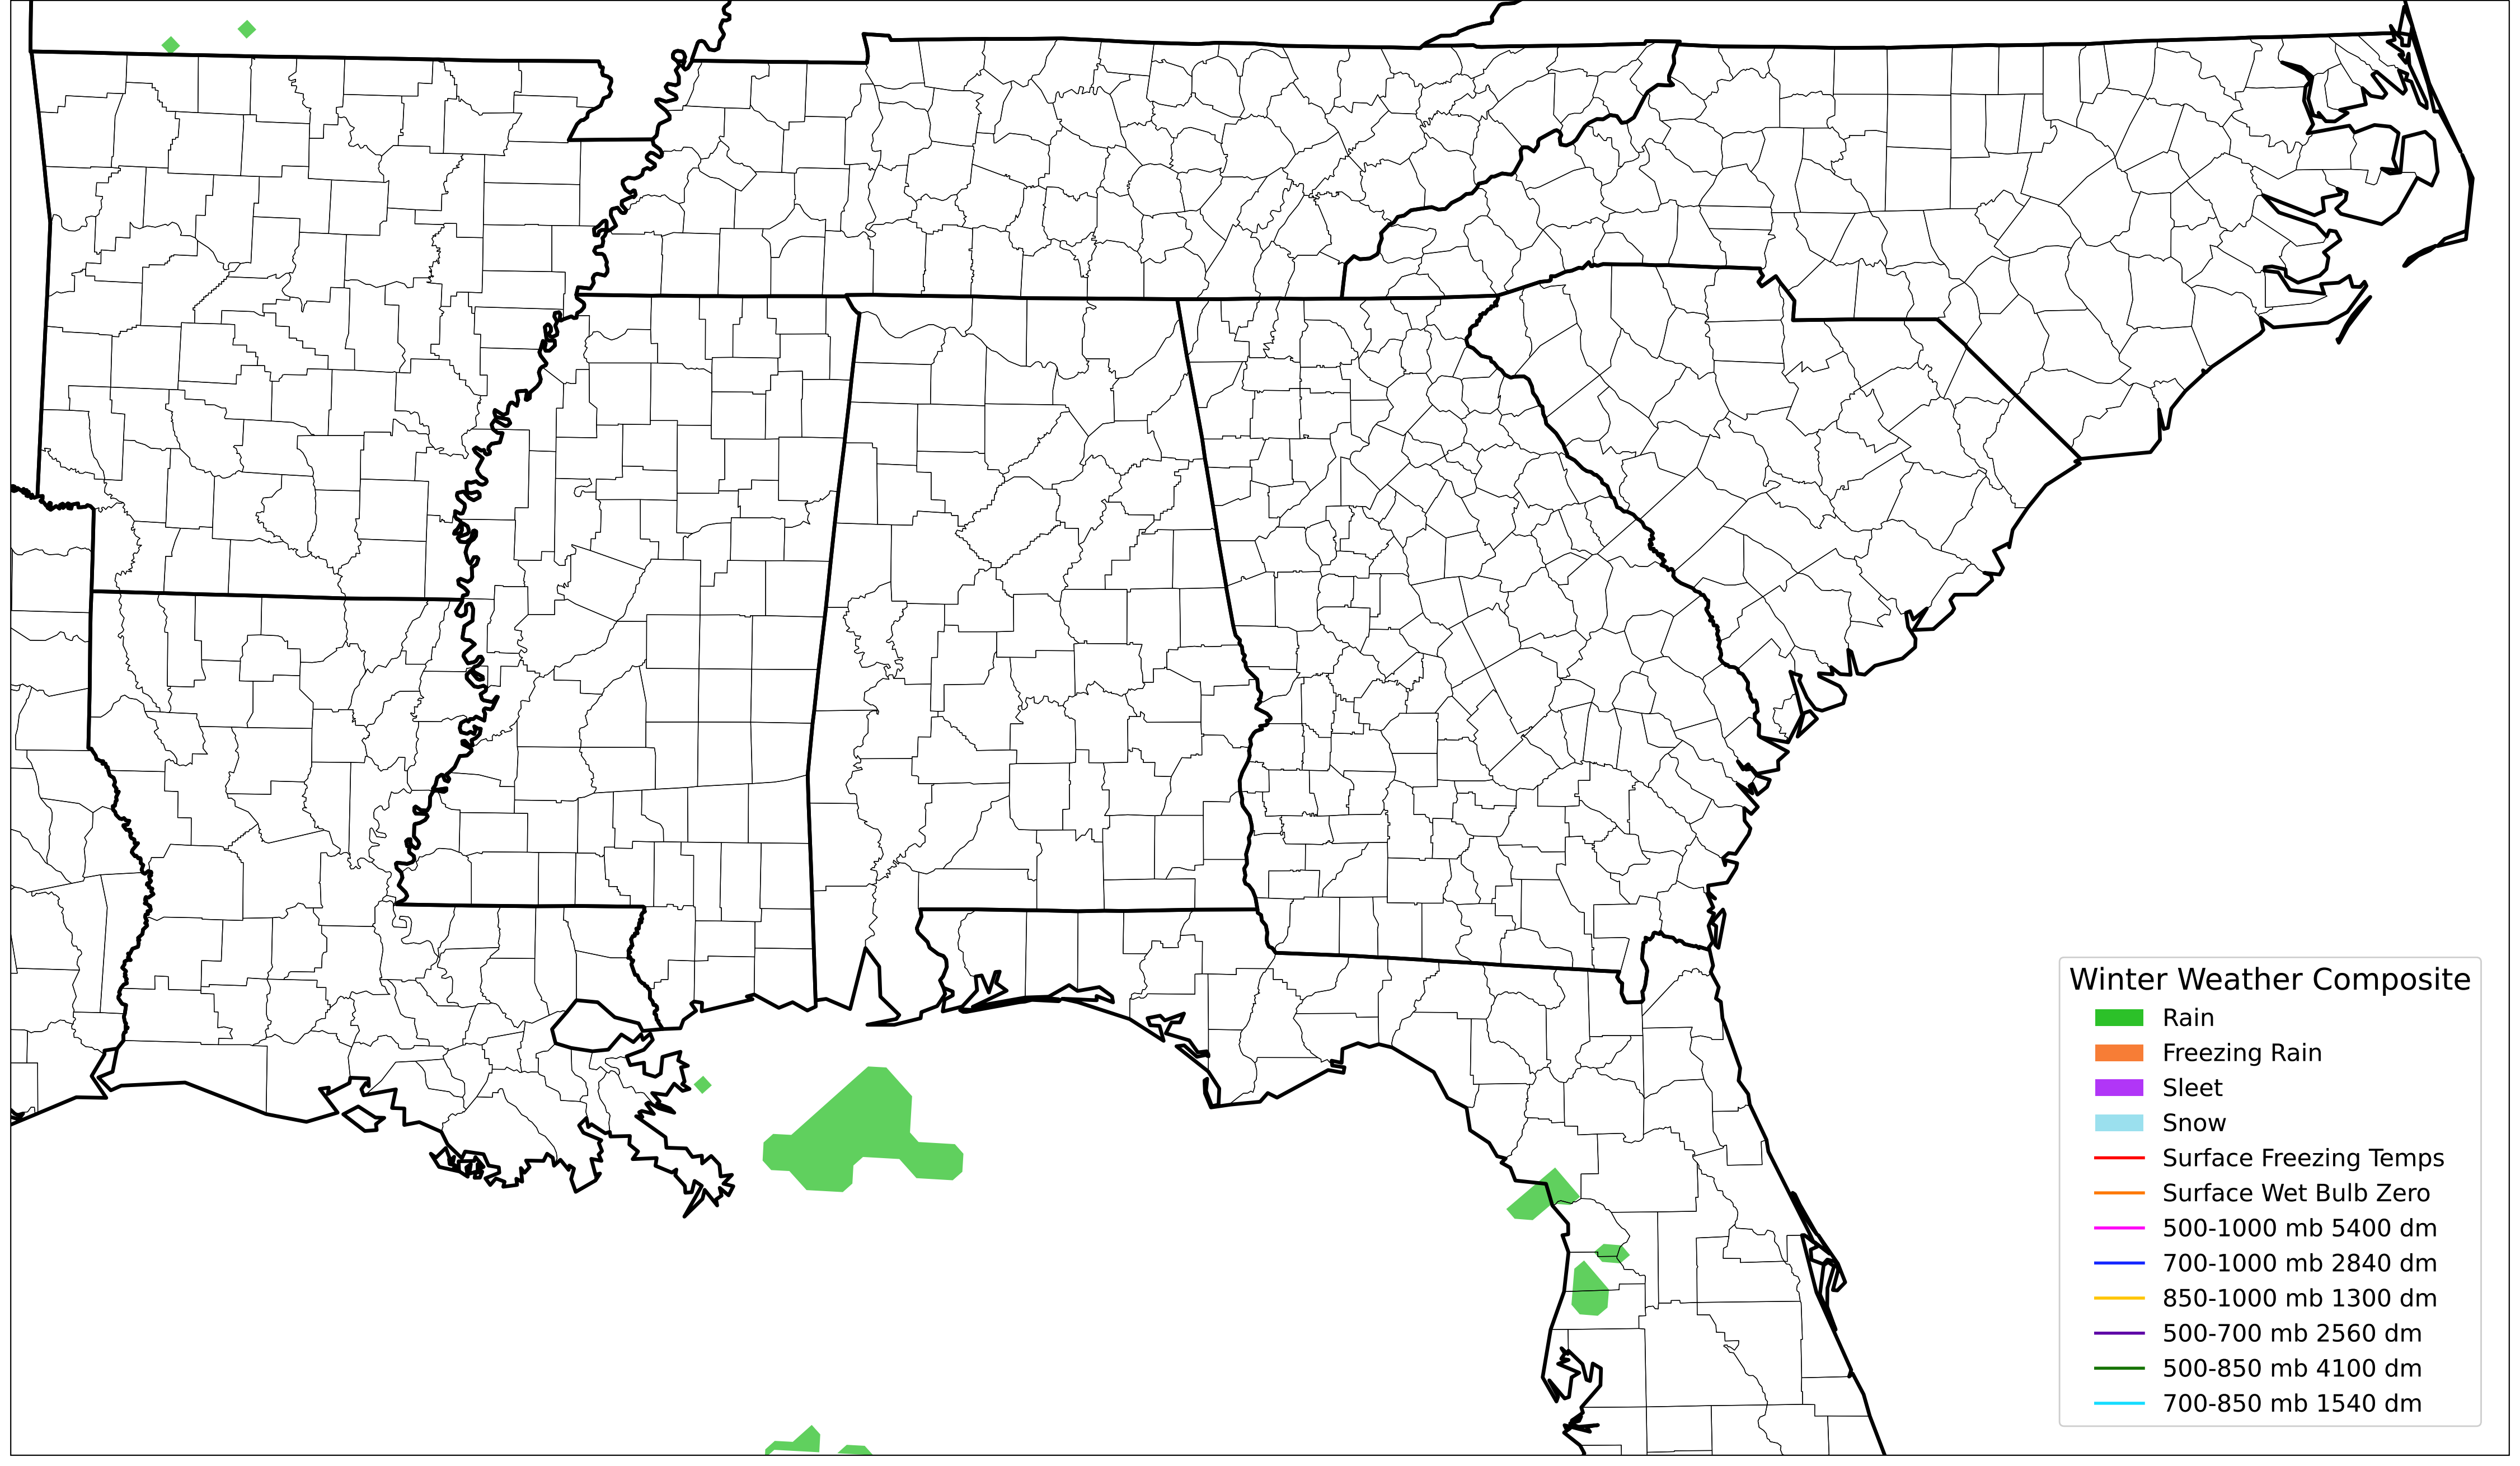 Winter Weather Composite
Rain
Freezing Rain
Sleet
Snow
Surface Freezing Temps
Surface Wet Bulb Zero
500-1000 mb 5400 dm
700-1000 mb 2840 dm
850-1000 mb 1300 dm
500-700 mb 2560 dm
500-850 mb 4100 dm
700-850 mb 1540 dm